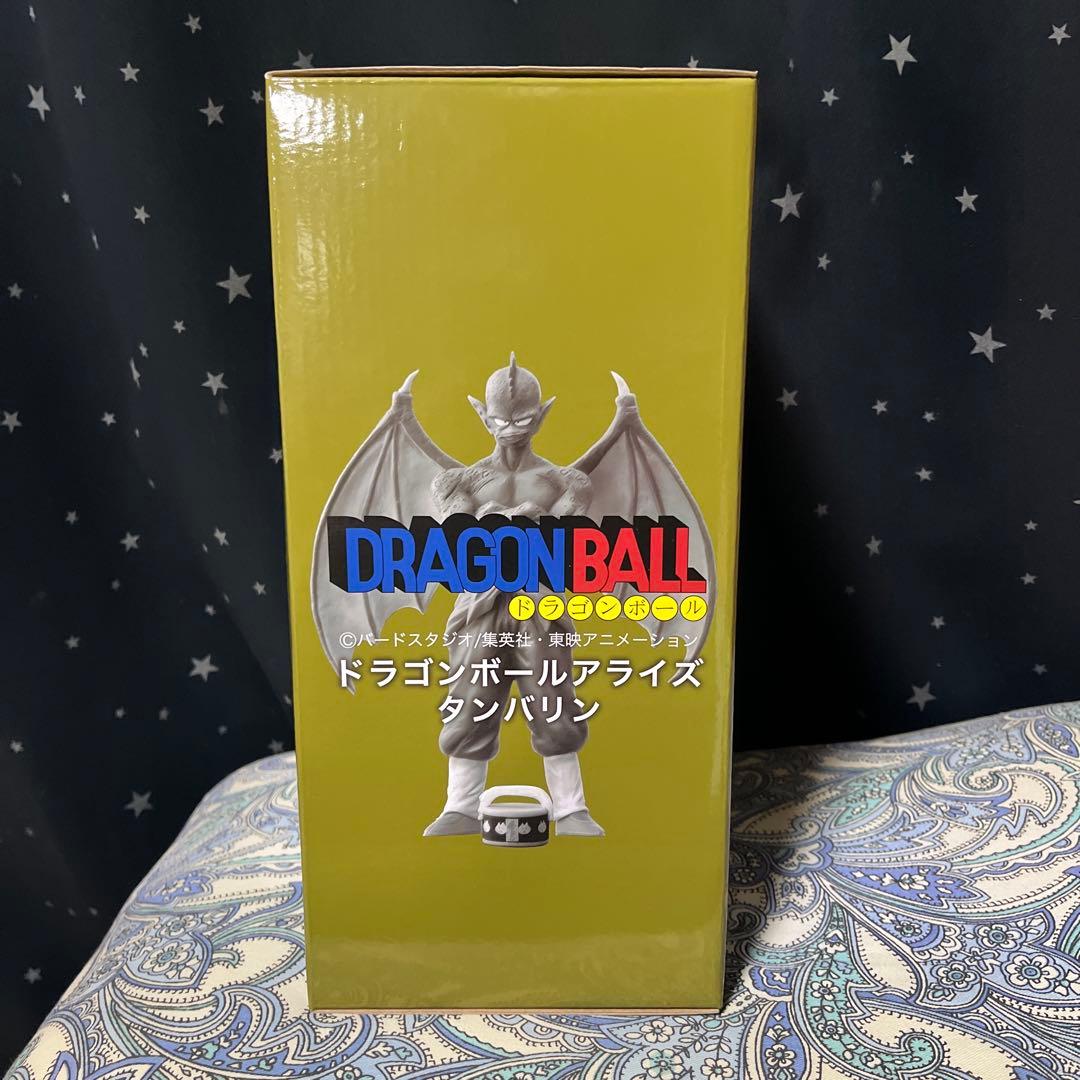 DRAGON BALL
ドラゴンボール
©バードスタジオ/集英社・東映アニメーション
ドラゴンボールアライズ
タンバリン